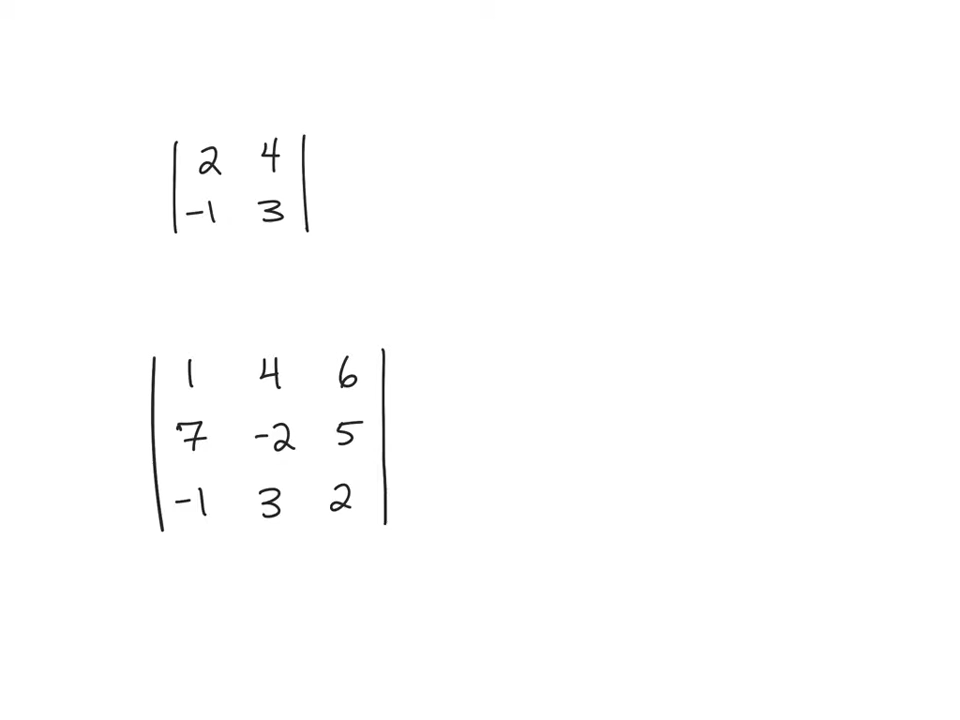 | 2 4 |
| -1 3 |
| 1 4 6 |
| 7 -2 5 |
| -1 3 2 |